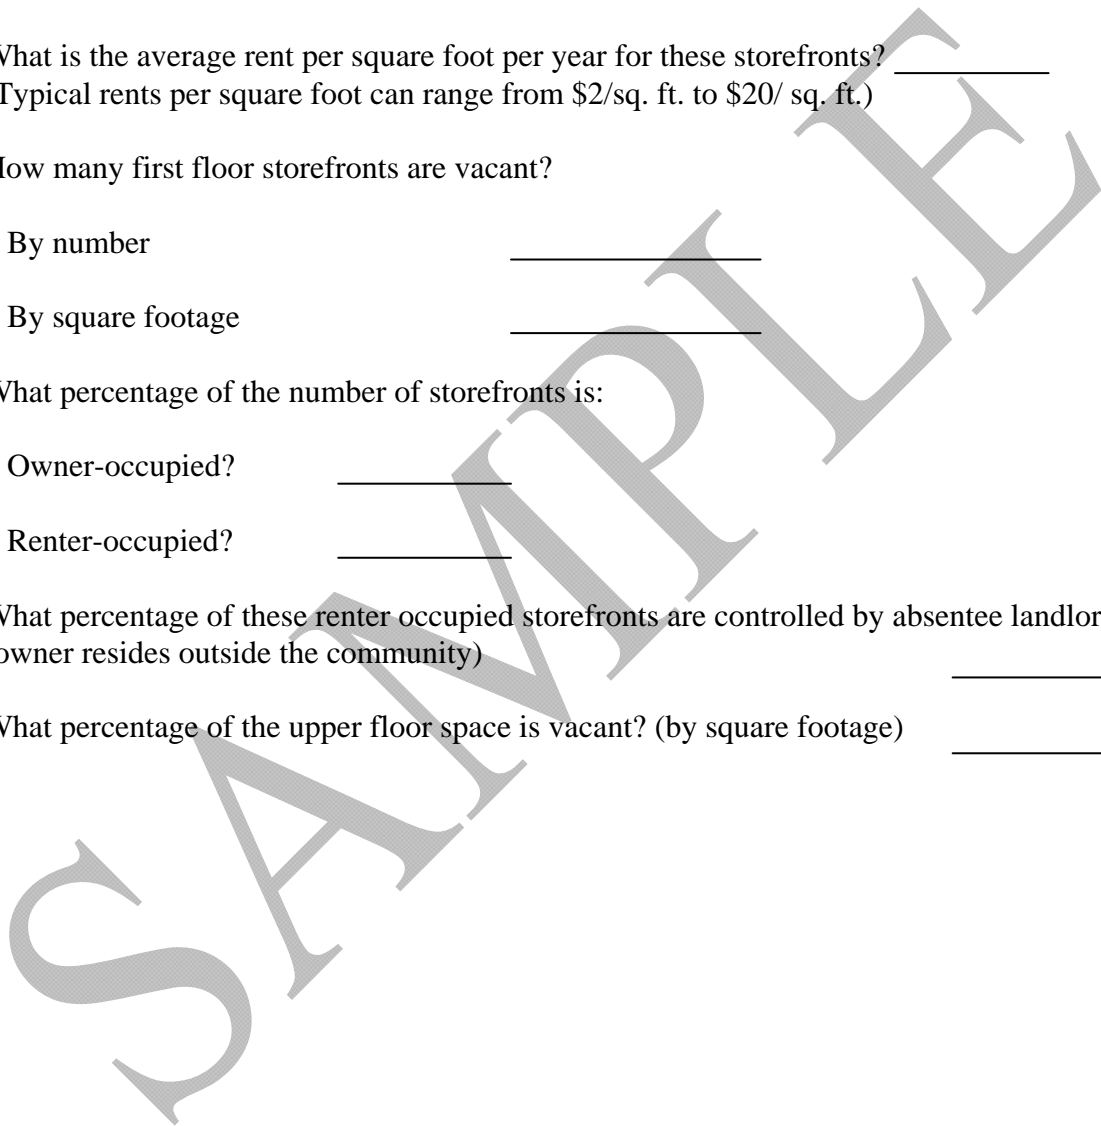 What is the average rent per square foot per year for these storefronts?
(Typical rents per square foot can range from $2/sq. ft. to $20/ sq. ft.)
How many first floor storefronts are vacant?
By number
By square footage
What percentage of the number of storefronts is:
Owner-occupied?
Renter-occupied?
What percentage of these renter occupied storefronts are controlled by absentee landlor
owner resides outside the community)
What percentage of the upper floor space is vacant? (by square footage)
SAMPLE